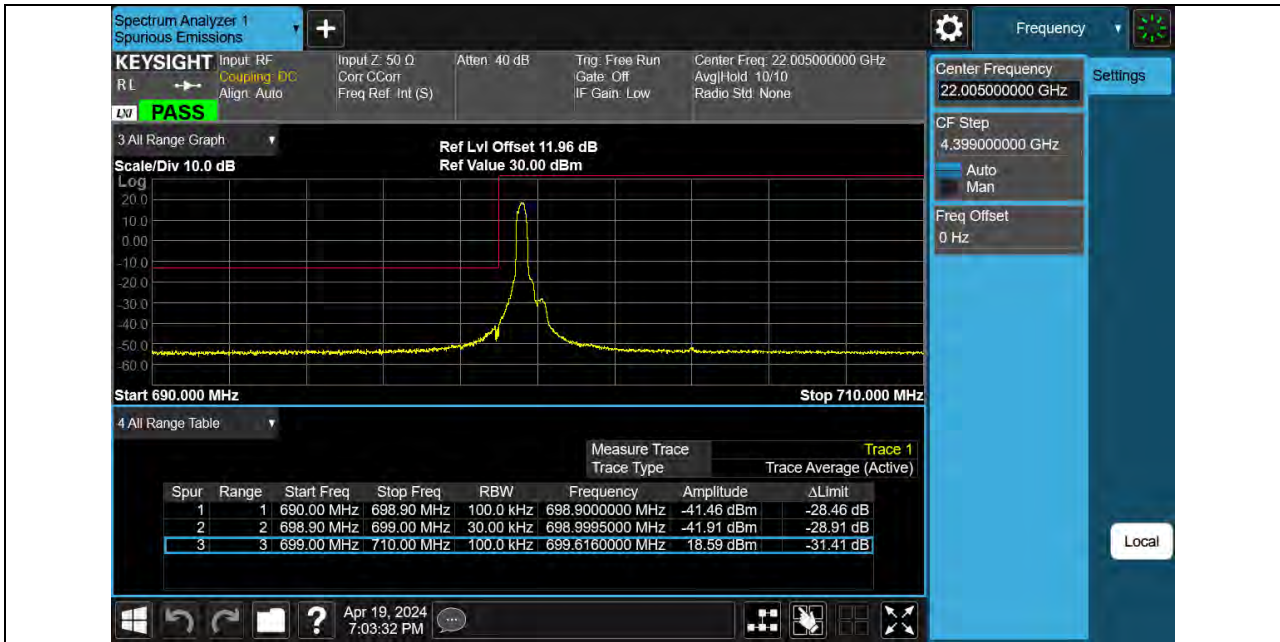 Spectrum Analyzer 1
Spurious Emissions
Frequency
KEYSIGHT Input: RF Input Z: 50 Ω Atten: 40 dB Trig: Free Run Center Freq: 22.005000000 GHz
RL Coupling: DC Corr CCorr Gate: Off Avg|Hold: 10/10
Align: Auto Freq Ref: Int (S) IF Gain: Low Radio Std: None
LXI PASS
Center Frequency
22.005000000 GHz
Settings
CF Step
4.399000000 GHz
Auto
Man
Freq Offset
0 Hz
3 All Range Graph
Ref Lvl Offset 11.96 dB
Scale/Div 10.0 dB Ref Value 30.00 dBm
Log
20.0
10.0
0.00
-10.0
-20.0
-30.0
-40.0
-50.0
-60.0
Start 690.000 MHz Stop 710.000 MHz
4 All Range Table
Measure Trace Trace 1
Trace Type Trace Average (Active)
Spur Range Start Freq Stop Freq RBW Frequency Amplitude ΔLimit
1 1 690.00 MHz 698.90 MHz 100.0 kHz 698.9000000 MHz -41.46 dBm -28.46 dB
2 2 698.90 MHz 699.00 MHz 30.00 kHz 698.9995000 MHz -41.91 dBm -28.91 dB
3 3 699.00 MHz 710.00 MHz 100.0 kHz 699.6160000 MHz 18.59 dBm -31.41 dB
Local
Apr 19, 2024
7:03:32 PM